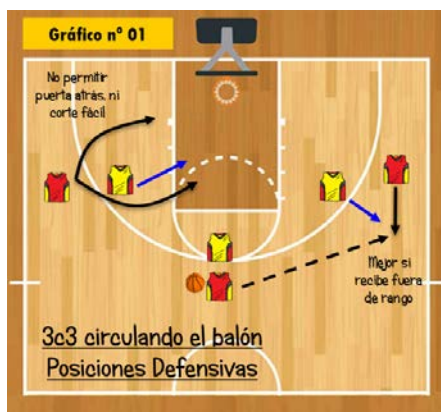 Gráfico nº 01
No permitir
puerta atrás, ni
corte fácil
Mejor si
recibe fuera
de rango
3c3 circulando el balón
Posiciones Defensivas